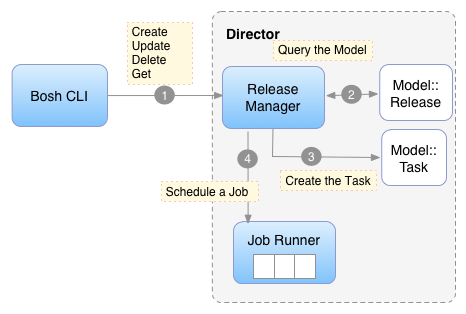 Create
Update
Delete
Get
Director
Query the Model
Bosh CLI
1
Release
Manager
2
Model::
Release
4
3
Model::
Task
Create the Task
Schedule a Job
Job Runner